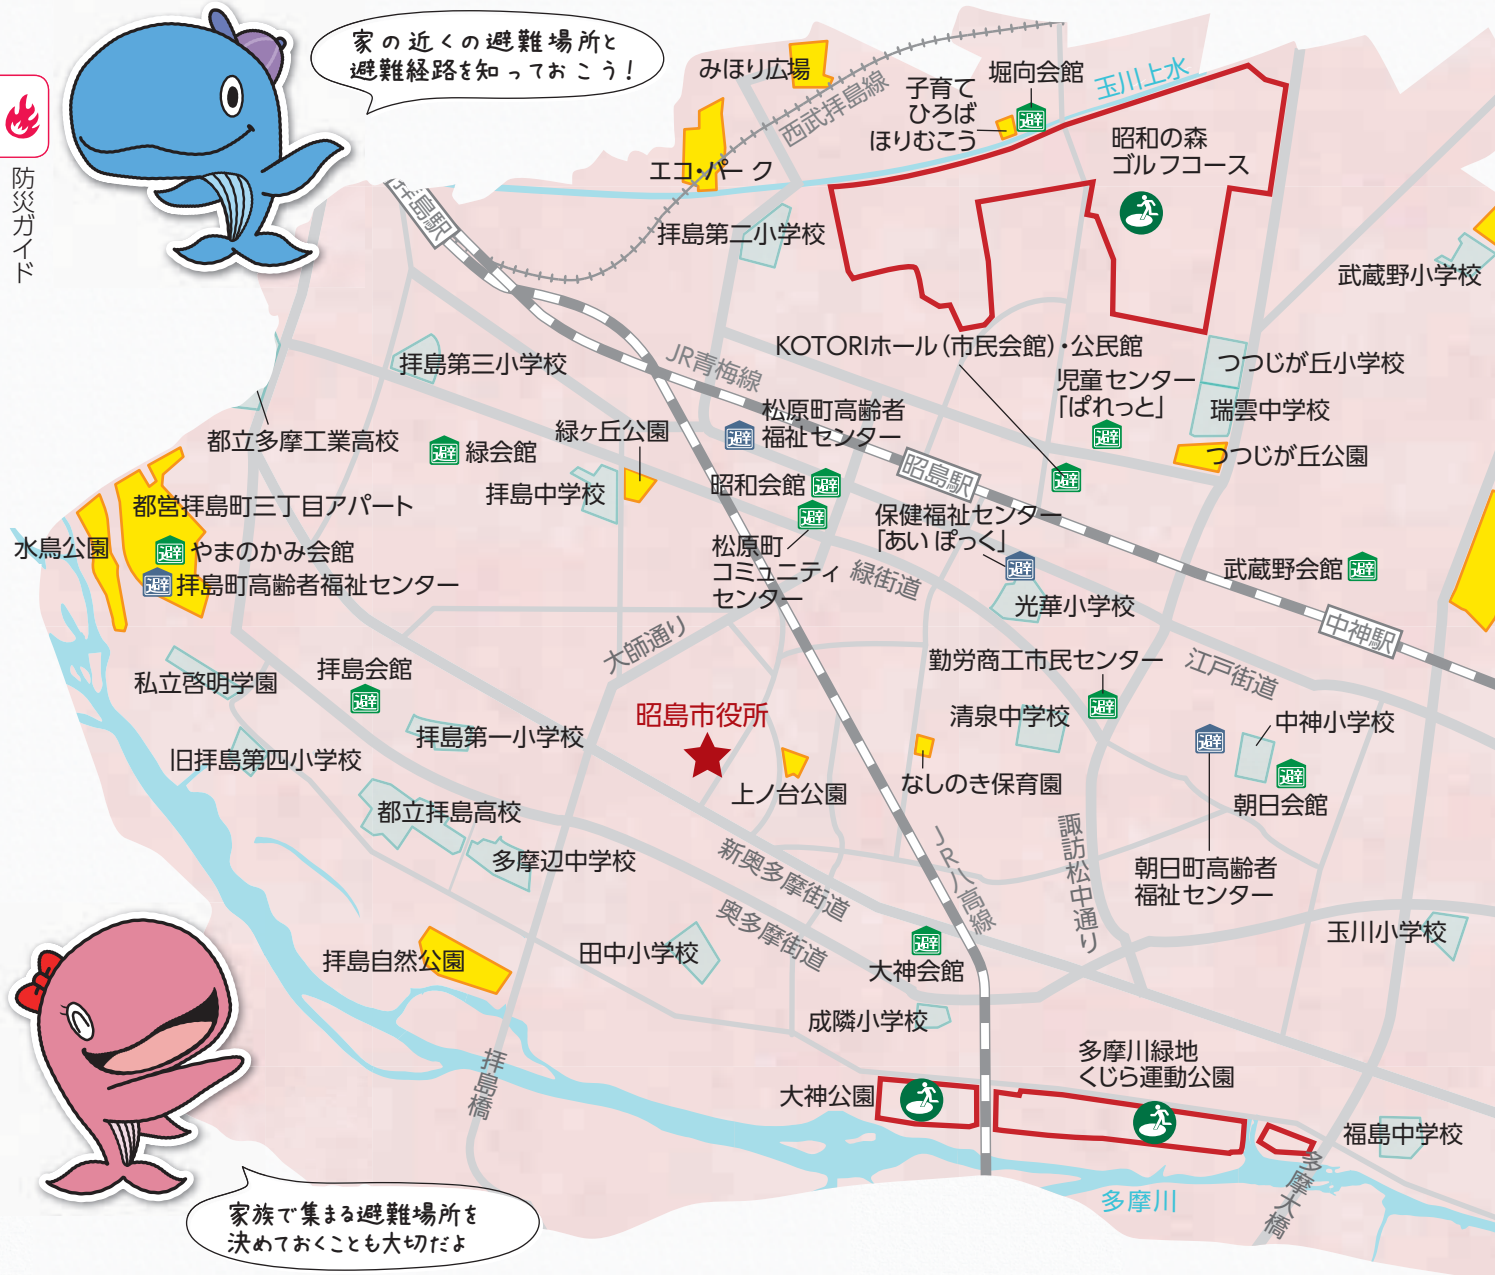 家の近くの避難場所と
避難経路を知っておこう!
防災ガイド
みほり広場
西武拝島線
子育て
ひろば
ほりむこう
堀向会館
避
玉川上水
昭和の森
ゴルフコース
エコ・パーク
拝島駅
拝島第二小学校
武蔵野小学校
拝島第三小学校
JR青梅線
KOTORIホール(市民会館)・公民館
避
児童センター
「ぱれっと」
避
つつじが丘小学校
瑞雲中学校
つつじが丘公園
都立多摩工業高校
避 緑会館
緑ヶ丘公園
避
松原町高齢者
福祉センター
昭島駅
拝島中学校
昭和会館 避
避
松原町
コミュニティ
センター
保健福祉センター
「あいぽっく」
避
緑街道
光華小学校
武蔵野会館 避
中神駅
都営拝島町三丁目アパート
水鳥公園
避 やまのかみ会館
避 拝島町高齢者福祉センター
大師通り
勤労商工市民センター
避
江戸街道
私立啓明学園
拝島会館
避
昭島市役所
清泉中学校
中神小学校
避
朝日町高齢者
福祉センター
避
朝日会館
拝島第一小学校
旧拝島第四小学校
上ノ台公園
なしのき保育園
都立拝島高校
多摩辺中学校
新奥多摩街道
奥多摩街道
JR八高線
諏訪松中通り
玉川小学校
拝島自然公園
田中小学校
避
大神会館
成隣小学校
拝島橋
大神公園
多摩川緑地
くじら運動公園
福島中学校
多摩大橋
多摩川
家族で集まる避難場所を
決めておくことも大切だよ